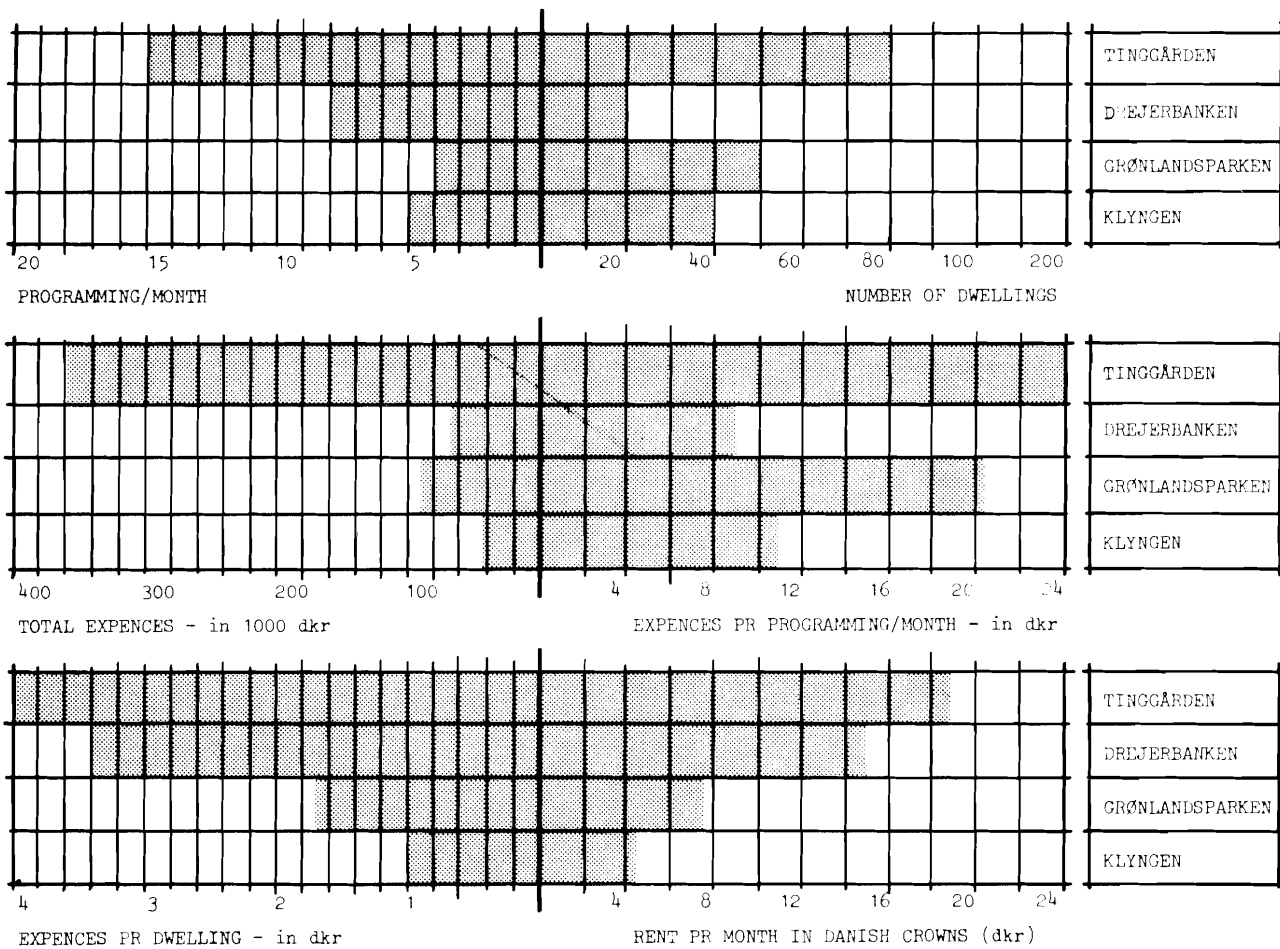 TINGGÅRDEN
DREJERBANKEN
GRØNLANDSPARKEN
KLYNGEN
20 15 10 5 20 40 60 80 100 200
PROGRAMMING/MONTH NUMBER OF DWELLINGS
TINGGÅRDEN
DREJERBANKEN
GRØNLANDSPARKEN
KLYNGEN
400 300 200 100 4 8 12 16 20 24
TOTAL EXPENCES - in 1000 dkr EXPENCES PR PROGRAMMING/MONTH - in dkr
TINGGÅRDEN
DREJERBANKEN
GRØNLANDSPARKEN
KLYNGEN
4 3 2 1 4 8 12 16 20 24
EXPENCES PR DWELLING - in dkr RENT PR MONTH IN DANISH CROWNS (dkr)